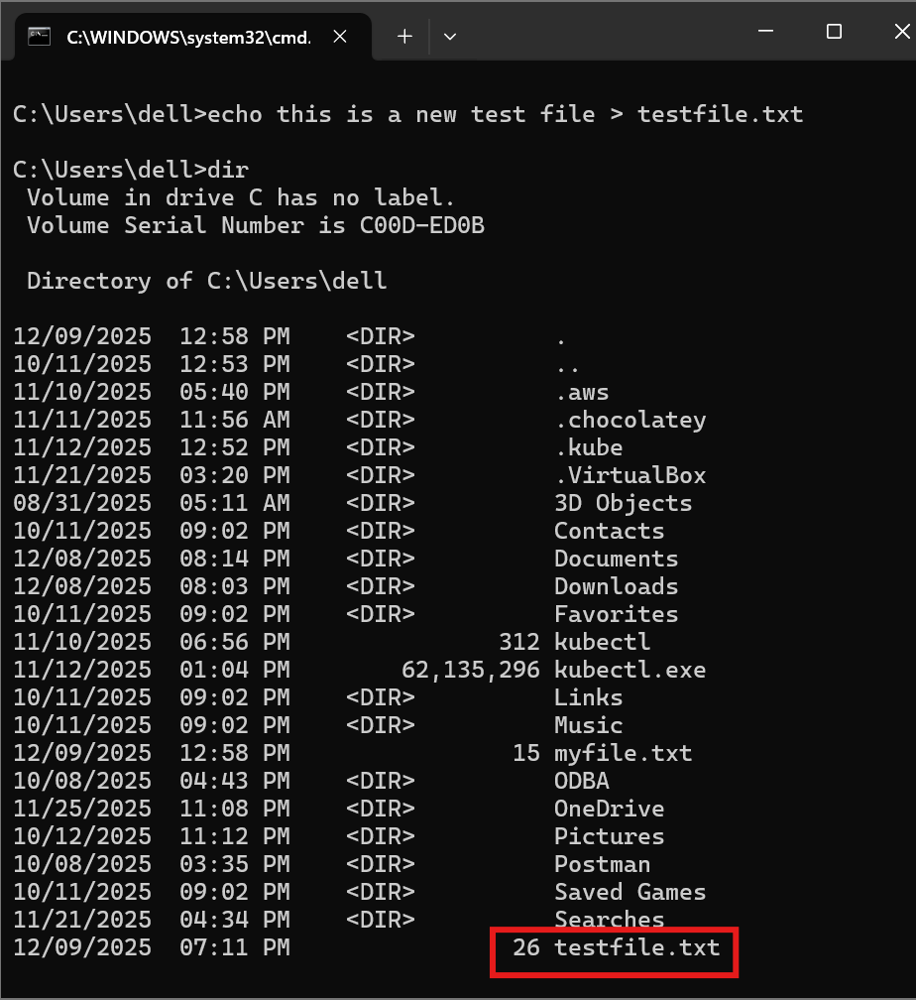 C:\WINDOWS\system32\cmd.
C:\Users\dell>echo this is a new test file > testfile.txt
C:\Users\dell>dir
Volume in drive C has no label.
Volume Serial Number is C00D-ED0B
Directory of C:\Users\dell
12/09/2025  12:58 PM    <DIR>          .
10/11/2025  12:53 PM    <DIR>          ..
11/10/2025  05:40 PM    <DIR>          .aws
11/11/2025  11:56 AM    <DIR>          .chocolatey
11/12/2025  12:52 PM    <DIR>          .kube
11/21/2025  03:20 PM    <DIR>          .VirtualBox
08/31/2025  05:11 AM    <DIR>          3D Objects
10/11/2025  09:02 PM    <DIR>          Contacts
12/08/2025  08:14 PM    <DIR>          Documents
12/08/2025  08:03 PM    <DIR>          Downloads
10/11/2025  09:02 PM    <DIR>          Favorites
11/10/2025  06:56 PM               312 kubectl
11/12/2025  01:04 PM        62,135,296 kubectl.exe
10/11/2025  09:02 PM    <DIR>          Links
10/11/2025  09:02 PM    <DIR>          Music
12/09/2025  12:58 PM                15 myfile.txt
10/08/2025  04:43 PM    <DIR>          ODBA
11/25/2025  11:08 PM    <DIR>          OneDrive
10/12/2025  11:12 PM    <DIR>          Pictures
10/08/2025  03:35 PM    <DIR>          Postman
10/11/2025  09:02 PM    <DIR>          Saved Games
11/21/2025  04:34 PM    <DIR>          Searches
12/09/2025  07:11 PM                26 testfile.txt